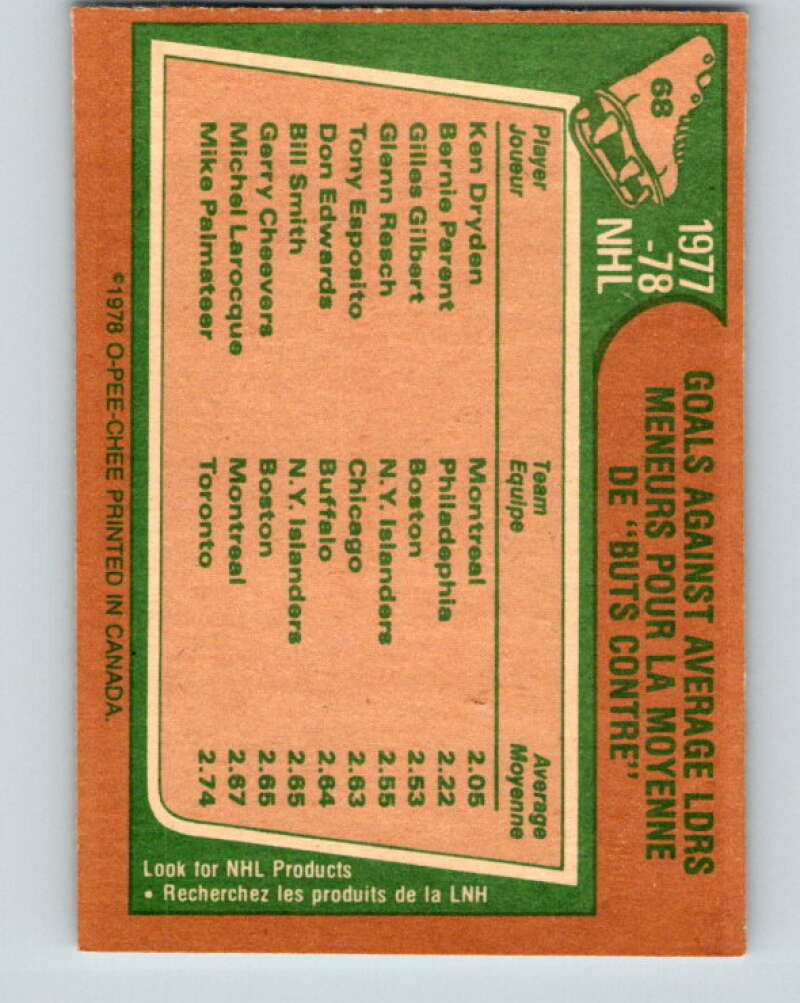 68
1977
-78
NHL
GOALS AGAINST AVERAGE LDRS
MENEURS POUR LA MOYENNE
DE "BUTS CONTRE"
Player Team Average
Joueur Equipe Moyenne
Ken Dryden Montreal 2.05
Bernie Parent Philadephia 2.22
Gilles Gilbert Boston 2.53
Glenn Resch N.Y. Islanders 2.55
Tony Esposito Chicago 2.63
Don Edwards Buffalo 2.64
Bill Smith N.Y. Islanders 2.65
Gerry Cheevers Boston 2.65
Michel Larocque Montreal 2.67
Mike Palmateer Toronto 2.74
Look for NHL Products
• Recherchez les produits de la LNH
©1978 O-PEE-CHEE PRINTED IN CANADA.